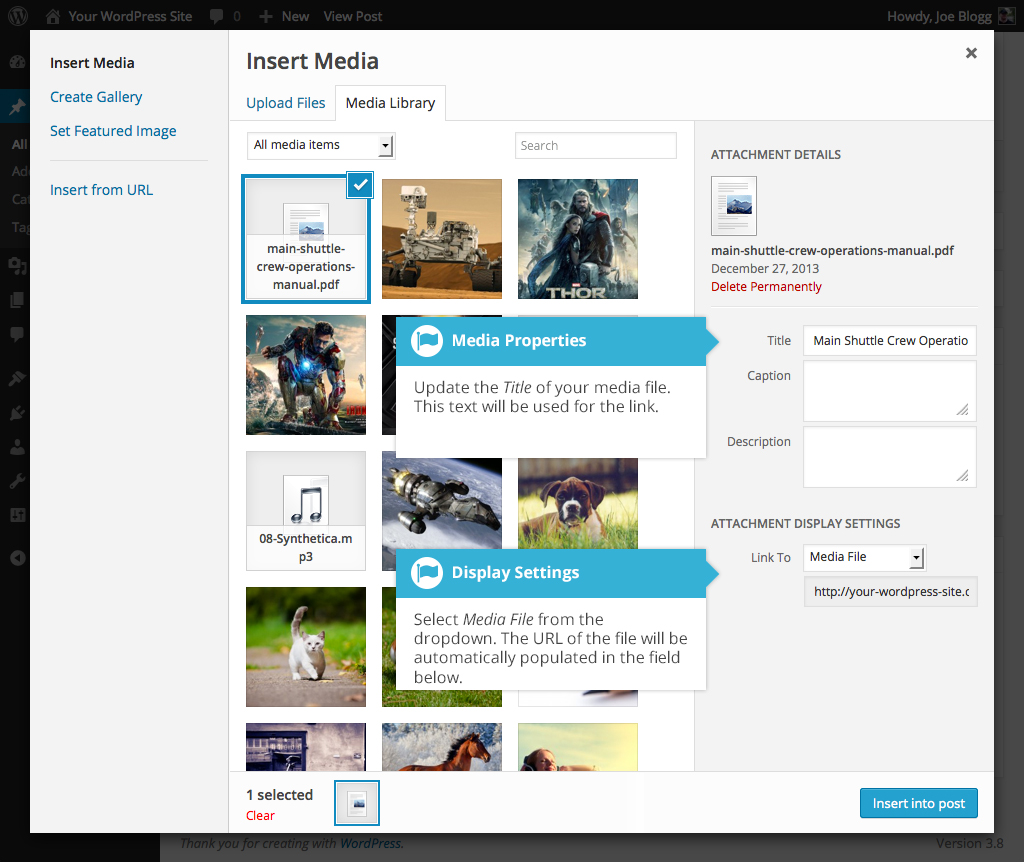 Your WordPress Site 0 New View Post Howdy, Joe Blogg
Insert Media
Create Gallery
Set Featured Image
Insert from URL
All
Add
Cat
Tag
Insert Media
Upload Files Media Library
All media items Search
main-shuttle-
crew-operations-
manual.pdf
THOR
08-Synthetica.m
p3
Media Properties
Update the Title of your media file.
This text will be used for the link.
Display Settings
Select Media File from the
dropdown. The URL of the file will be
automatically populated in the field
below.
ATTACHMENT DETAILS
main-shuttle-crew-operations-manual.pdf
December 27, 2013
Delete Permanently
Title Main Shuttle Crew Operatio
Caption
Description
ATTACHMENT DISPLAY SETTINGS
Link To Media File
http://your-wordpress-site.c
1 selected
Clear
Insert into post
Thank you for creating with WordPress. Version 3.8